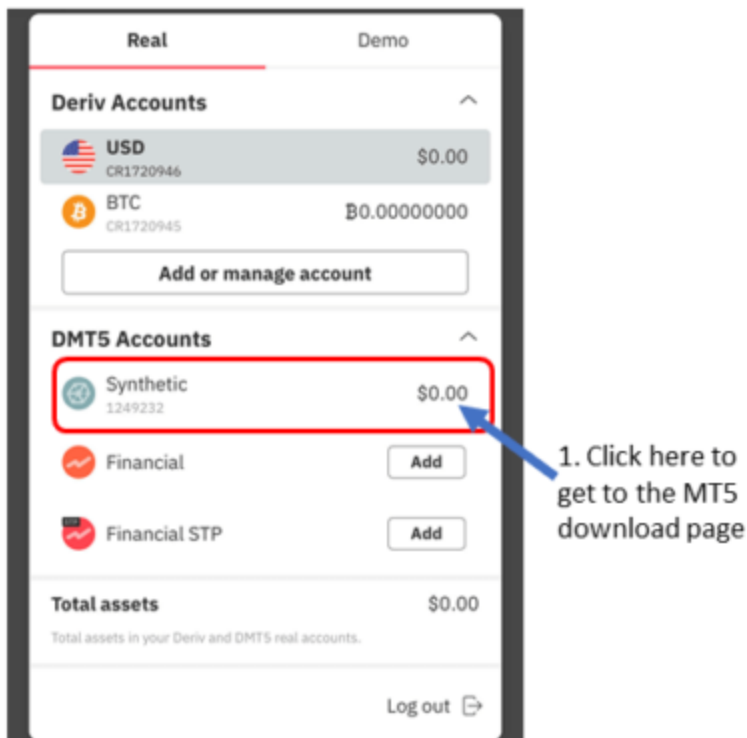 Real Demo
Deriv Accounts
USD $0.00
CR1720946
BTC ₿0.00000000
CR1720945
Add or manage account
DMT5 Accounts
Synthetic $0.00
1249232
Financial Add
Financial STP Add
Total assets $0.00
Total assets in your Deriv and DMT5 real accounts.
Log out
1. Click here to
get to the MT5
download page